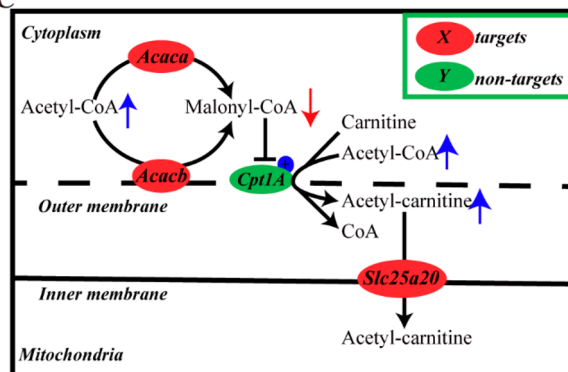 C
Cytoplasm
X targets
Y non-targets
Acaca
Acetyl-CoA
Malonyl-CoA
Acacb
Carnitine
Acetyl-CoA
+
Cpt1A
Outer membrane
Acetyl-carnitine
CoA
Slc25a20
Inner membrane
Acetyl-carnitine
Mitochondria